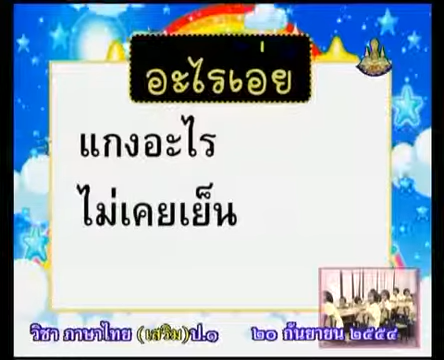 อะไรเอ่ย
แกงอะไร
ไม่เคยเย็น
วิชา ภาษาไทย (เสริม)ป.๑ ๒๐ กันยายน ๒๕๕๔